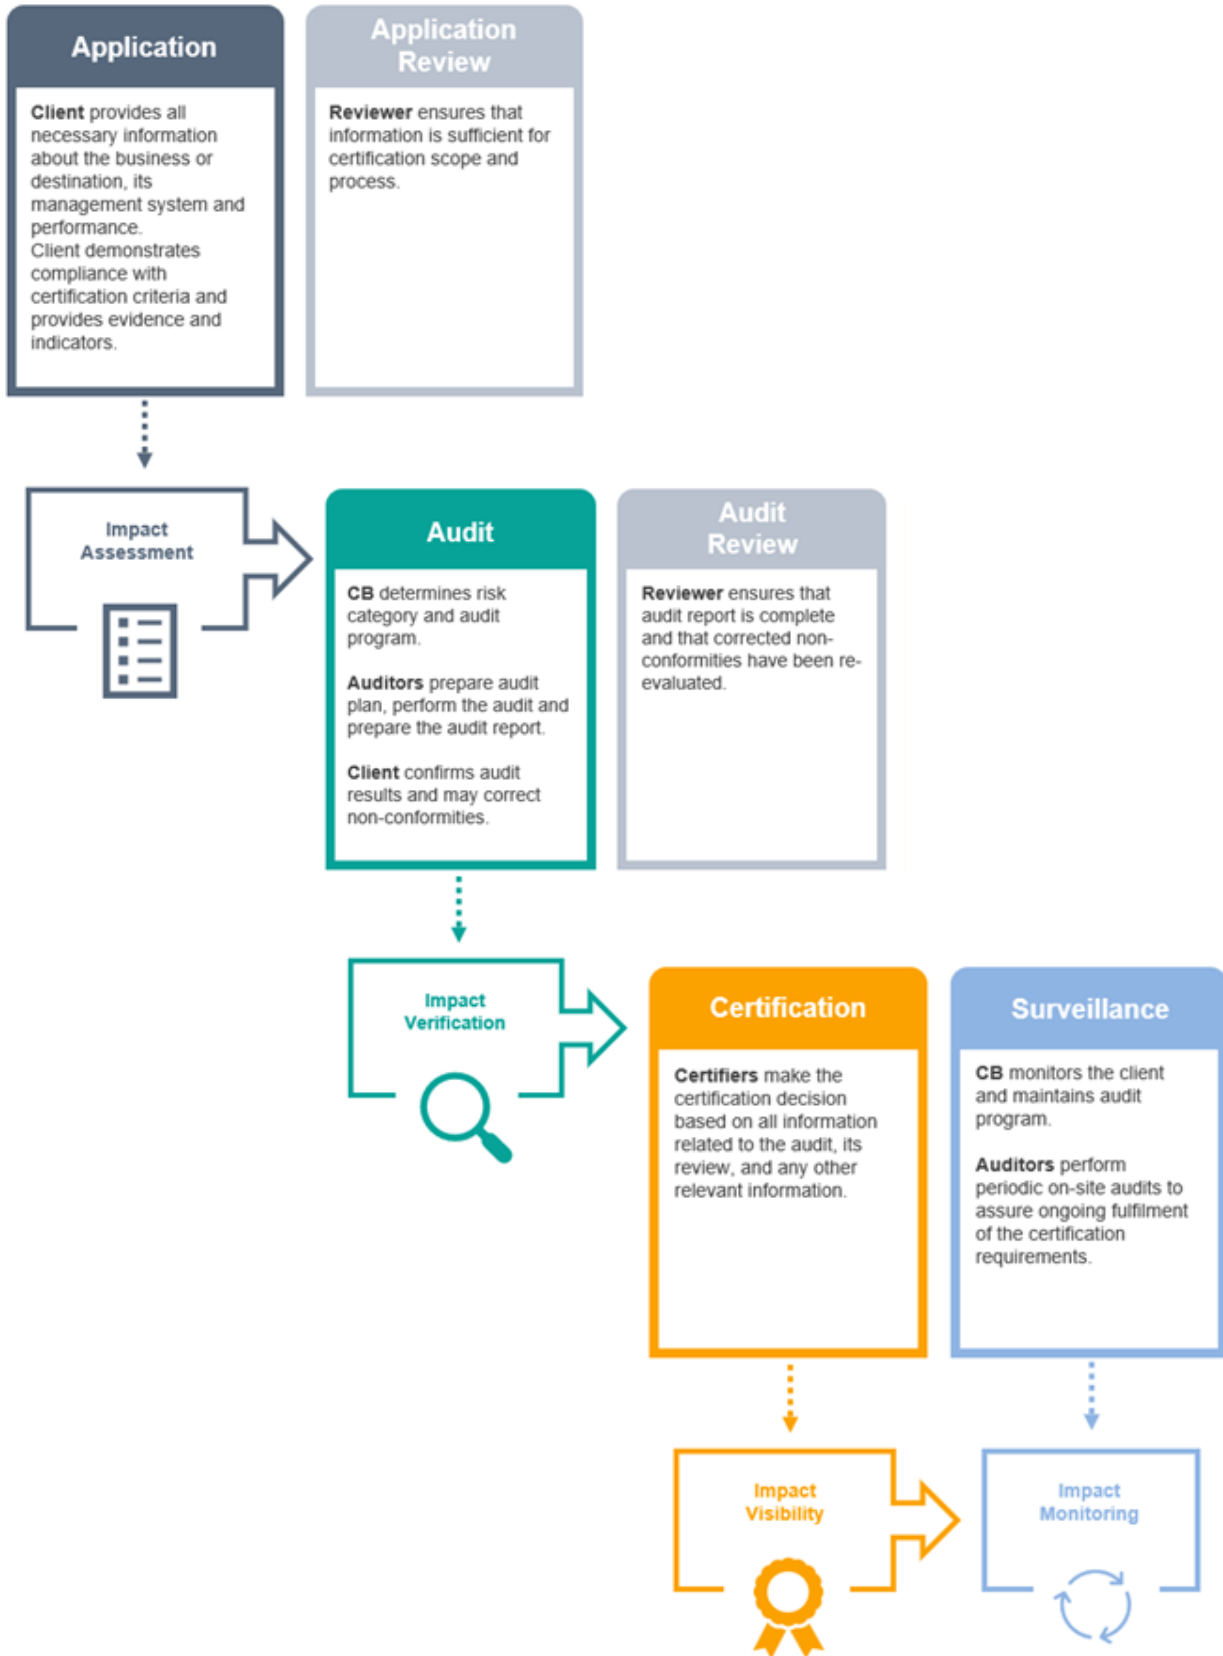 Application
Client provides all
necessary information
about the business or
destination, its
management system and
performance.
Client demonstrates
compliance with
certification criteria and
provides evidence and
indicators.
Application
Review
Reviewer ensures that
information is sufficient for
certification scope and
process.
Impact
Assessment
Audit
CB determines risk
category and audit
program.
Auditors prepare audit
plan, perform the audit and
prepare the audit report.
Client confirms audit
results and may correct
non-conformities.
Audit
Review
Reviewer ensures that
audit report is complete
and that corrected non-
conformities have been re-
evaluated.
Impact
Verification
Certification
Certifiers make the
certification decision
based on all information
related to the audit, its
review, and any other
relevant information.
Surveillance
CB monitors the client
and maintains audit
program.
Auditors perform
periodic on-site audits to
assure ongoing fulfilment
of the certification
requirements.
Impact
Visibility
Impact
Monitoring